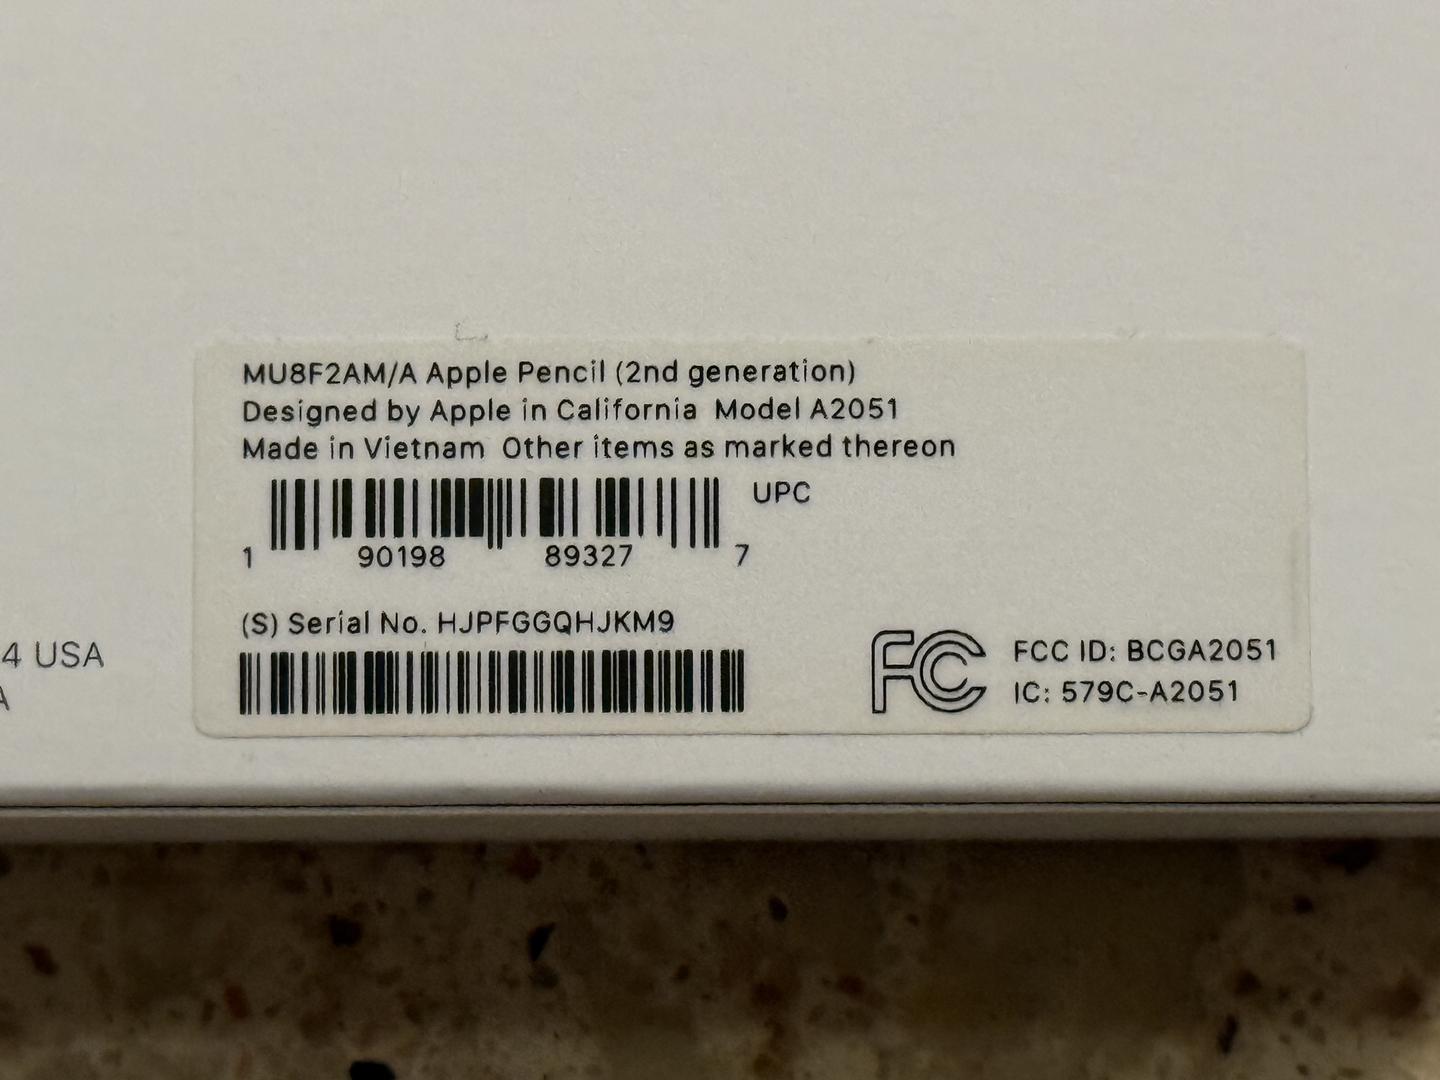 MU8F2AM/A Apple Pencil (2nd generation)
Designed by Apple in California Model A2051
Made in Vietnam Other items as marked thereon
UPC
1 90198 89327 7
(S) Serial No. HJPFGGQHJKM9
FC
FCC ID: BCGA2051
IC: 579C-A2051
4 USA
A